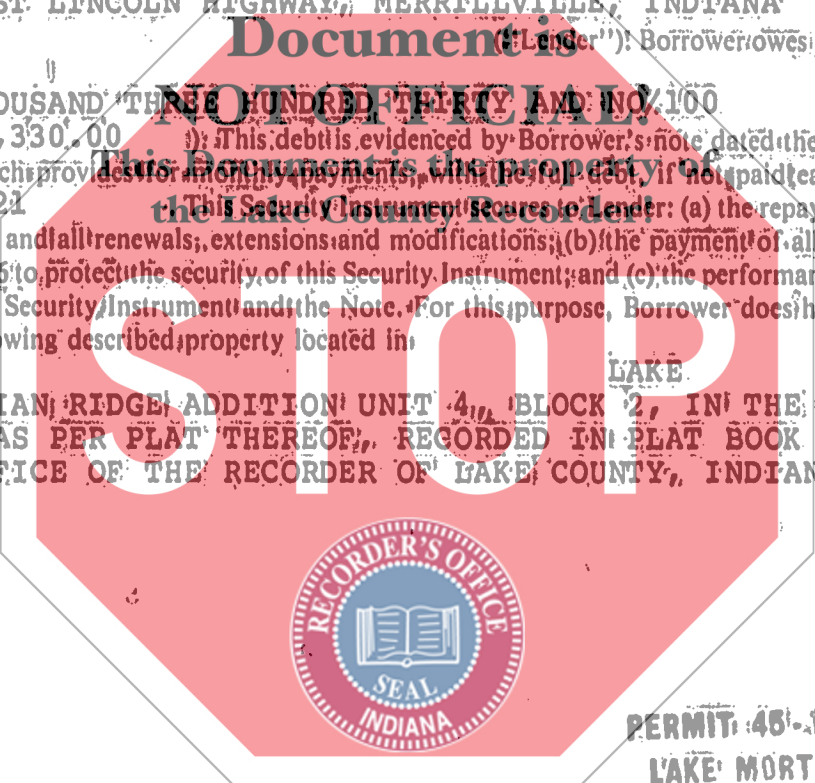 ST LINCOLN HIGHWAY, MERRILLVILLE, INDIANA
Document is
("Lender"). Borrower owes
OUSAND THREE HUNDRED THIRTY AND NO/100
NOT OFFICIAL!
,330.00 ). This debt is evidenced by Borrower's note dated the
This Document is the property of
ch provides for monthly payments, with the full debt, if not paid ea
21 . This Security Instrument secures to Lender: (a) the repay
the Lake County Recorder!
and all renewals, extensions and modifications; (b) the payment of all
to protect the security of this Security Instrument; and (c) the performan
Security Instrument and the Note. For this purpose, Borrower does h
owing described property located in
LAKE
STOP
IAN RIDGE ADDITION UNIT 4, BLOCK 2, IN THE
AS PER PLAT THEREOF, RECORDED IN PLAT BOOK
FICE OF THE RECORDER OF LAKE COUNTY, INDIAN
RECORDER'S OFFICE
SEAL
INDIANA
PERMIT 45-
LAKE MORT